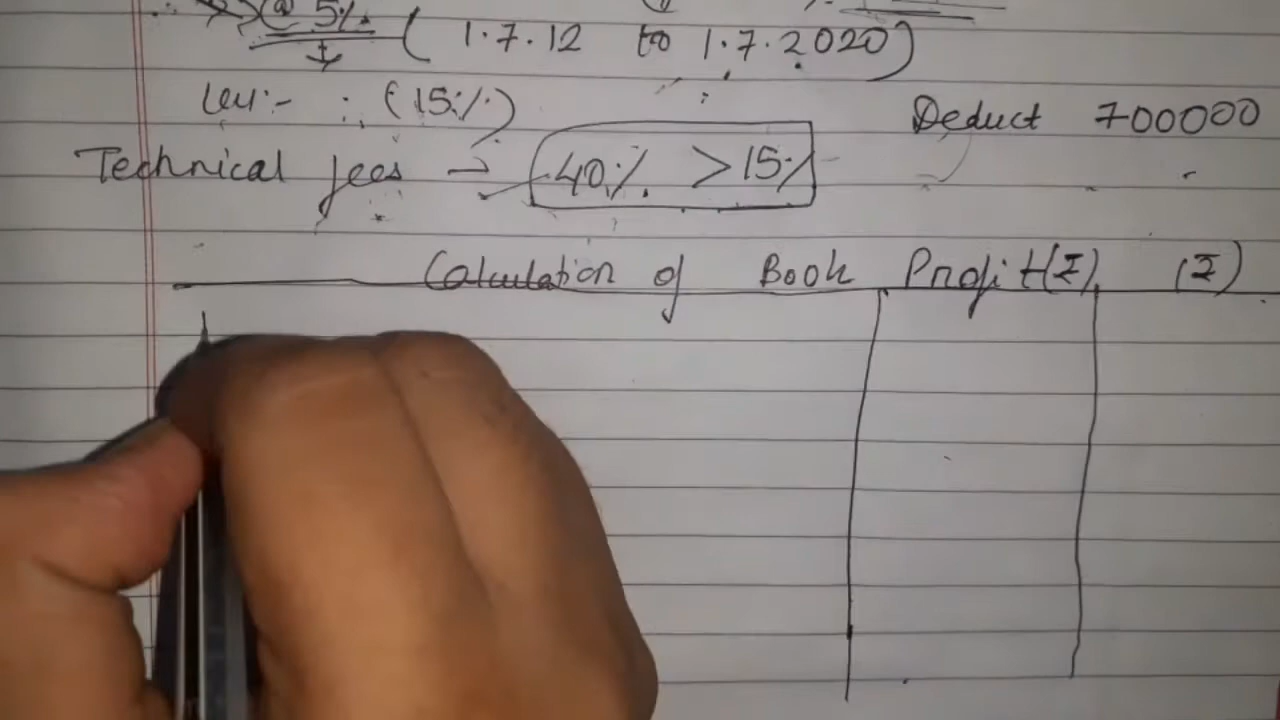 @ 5%
( 1.7.12 to 1.7.2020)
: (15%)
Deduct 700000
Technical fees → 40% > 15%
Calculation of Book Profit (₹) (₹)